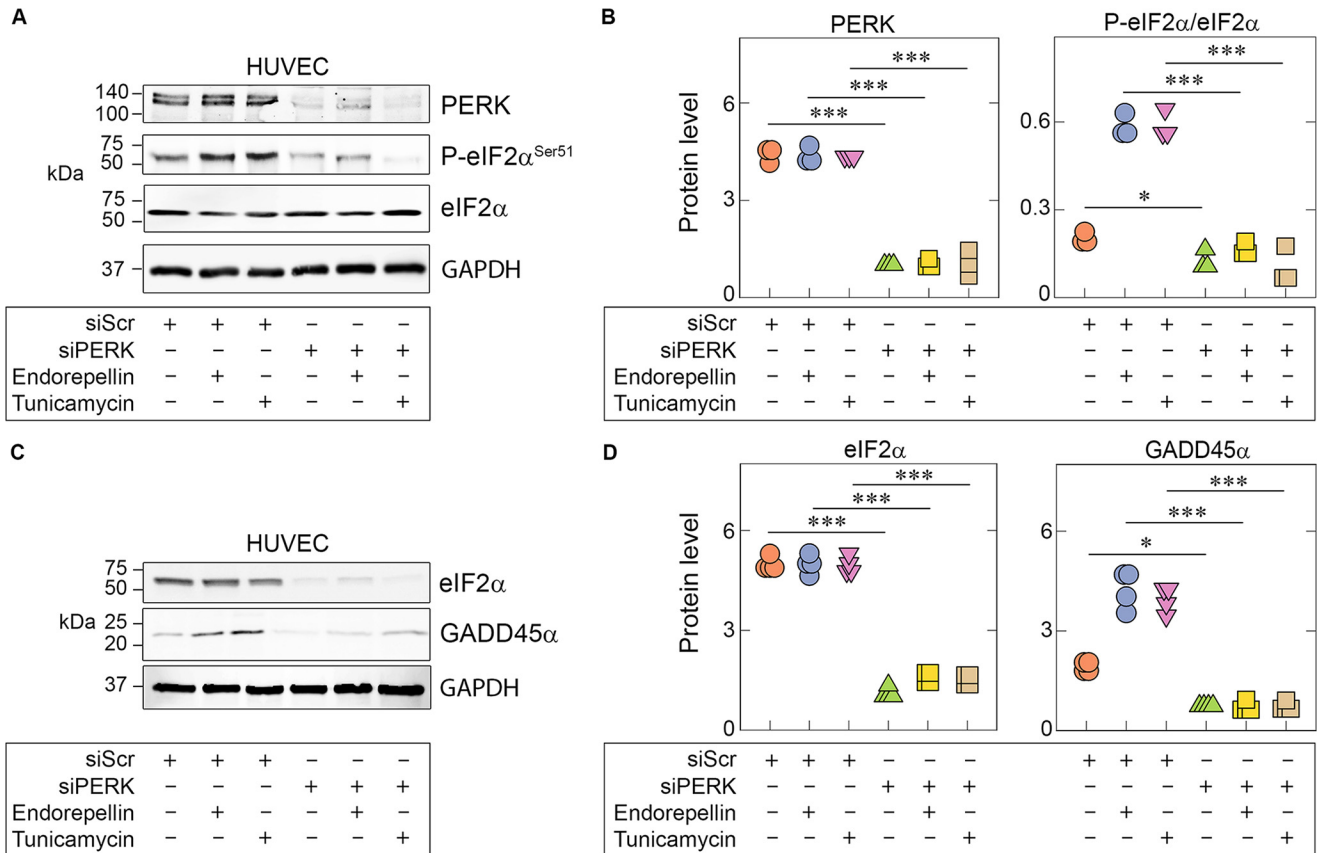 A
HUVEC
140
100
PERK
75
50
P-eIF2αSer51
kDa
75
50
eIF2α
37
GAPDH
siScr + + + − − −
siPERK − − − + + +
Endorepellin − + − − + −
Tunicamycin − − + − − +
B
PERK
P-eIF2α/eIF2α
Protein level
6
3
0
***
***
***
0.6
0.3
0
***
***
*
siScr + + + − − − + + + − − −
siPERK − − − + + + − − − + + +
Endorepellin − + − − + − − + − − + −
Tunicamycin − − + − − + − − + − − +
C
HUVEC
75
50
eIF2α
kDa
25
20
GADD45α
37
GAPDH
siScr + + + − − −
siPERK − − − + + +
Endorepellin − + − − + −
Tunicamycin − − + − − +
D
eIF2α
GADD45α
Protein level
6
3
0
***
***
***
6
3
0
***
***
*
siScr + + + − − − + + + − − −
siPERK − − − + + + − − − + + +
Endorepellin − + − − + − − + − − + −
Tunicamycin − − + − − + − − + − − +